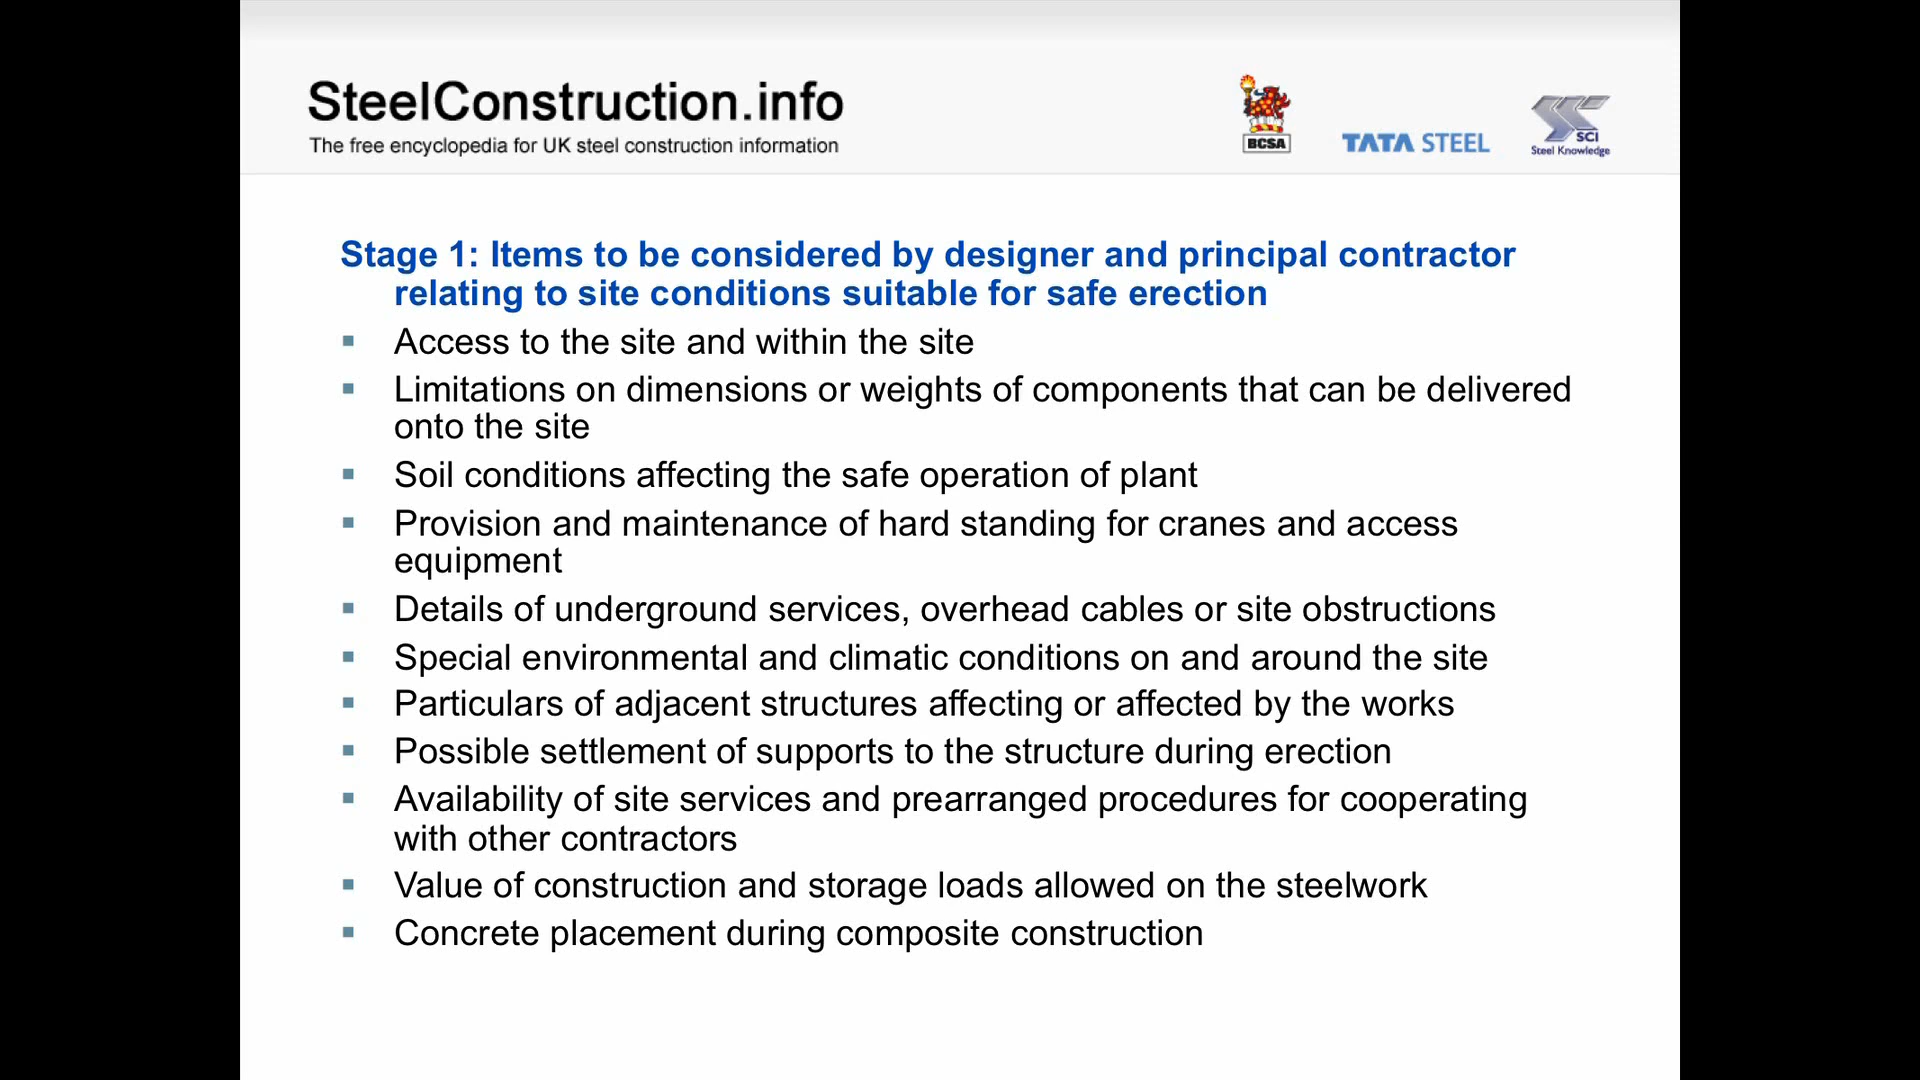 SteelConstruction.info
The free encyclopedia for UK steel construction information
BCSA
TATA STEEL
SCI
Steel Knowledge
Stage 1: Items to be considered by designer and principal contractor
relating to site conditions suitable for safe erection
▪ Access to the site and within the site
▪ Limitations on dimensions or weights of components that can be delivered
onto the site
▪ Soil conditions affecting the safe operation of plant
▪ Provision and maintenance of hard standing for cranes and access
equipment
▪ Details of underground services, overhead cables or site obstructions
▪ Special environmental and climatic conditions on and around the site
▪ Particulars of adjacent structures affecting or affected by the works
▪ Possible settlement of supports to the structure during erection
▪ Availability of site services and prearranged procedures for cooperating
with other contractors
▪ Value of construction and storage loads allowed on the steelwork
▪ Concrete placement during composite construction